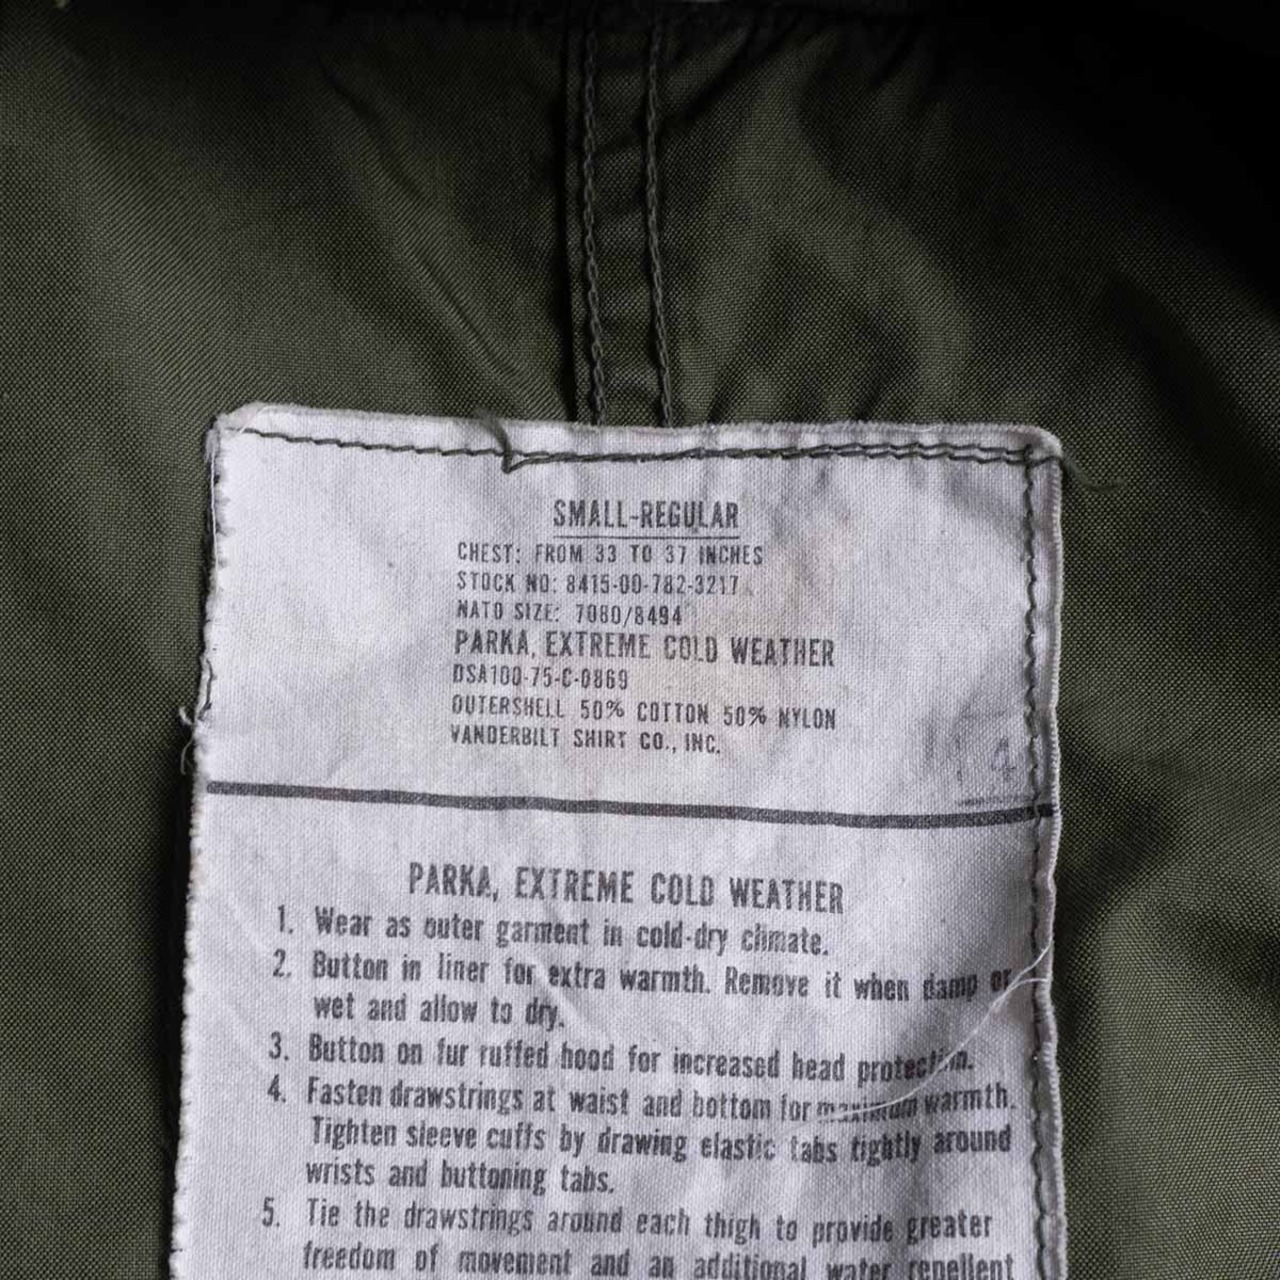 SMALL-REGULAR
CHEST: FROM 33 TO 37 INCHES
STOCK NO: 8415-00-782-3217
NATO SIZE: 7080/8494
PARKA, EXTREME COLD WEATHER
DSA100-75-C-0869
OUTERSHELL 50% COTTON 50% NYLON
VANDERBILT SHIRT CO., INC.
PARKA, EXTREME COLD WEATHER
1. Wear as outer garment in cold-dry climate.
2. Button in liner for extra warmth. Remove it when damp or
wet and allow to dry.
3. Button on fur ruffed hood for increased head protection.
4. Fasten drawstrings at waist and bottom for maximum warmth.
Tighten sleeve cuffs by drawing elastic tabs tightly around
wrists and buttoning tabs.
5. Tie the drawstrings around each thigh to provide greater
freedom of movement and an additional water repellent